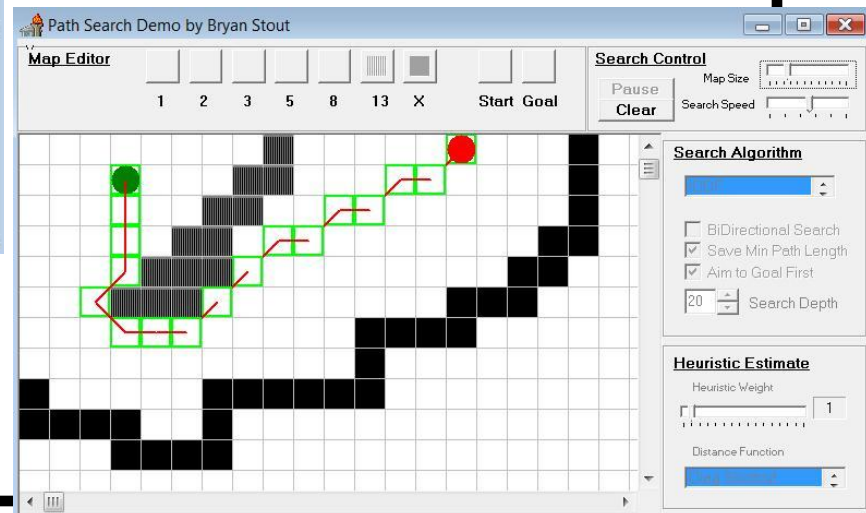 Path Search Demo by Bryan Stout
Map Editor
1 2 3 5 8 13 X Start Goal
Search Control
Pause
Clear
Map Size
Search Speed
Search Algorithm
BiDirectional Search
Save Min Path Length
Aim to Goal First
20 Search Depth
Heuristic Estimate
Heuristic Weight
1
Distance Function